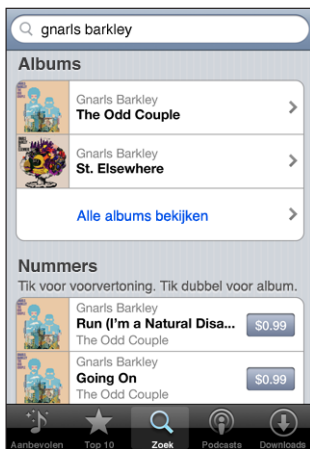 gnarls barkley
Albums
Gnarls Barkley
The Odd Couple
Gnarls Barkley
St. Elsewhere
Alle albums bekijken
Nummers
Tik voor voorvertoning. Tik dubbel voor album.
Gnarls Barkley
Run (I'm a Natural Disa...
The Odd Couple
$0.99
Gnarls Barkley
Going On
The Odd Couple
$0.99
Aanbevolen
Top 10
Zoek
Podcasts
Downloads